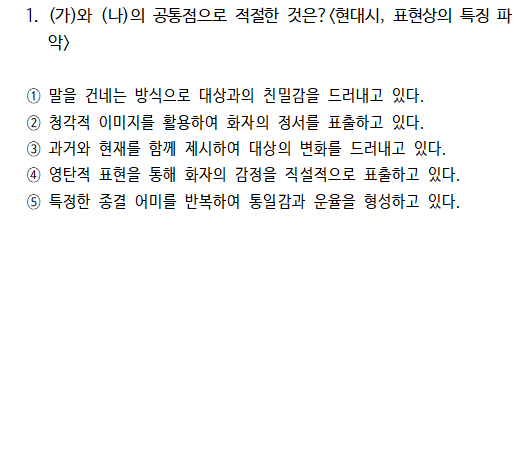 1. (가)와 (나)의 공통점으로 적절한 것은?<현대시, 표현상의 특징 파
악>
① 말을 건네는 방식으로 대상과의 친밀감을 드러내고 있다.
② 청각적 이미지를 활용하여 화자의 정서를 표출하고 있다.
③ 과거와 현재를 함께 제시하여 대상의 변화를 드러내고 있다.
④ 영탄적 표현을 통해 화자의 감정을 직설적으로 표출하고 있다.
⑤ 특정한 종결 어미를 반복하여 통일감과 운율을 형성하고 있다.